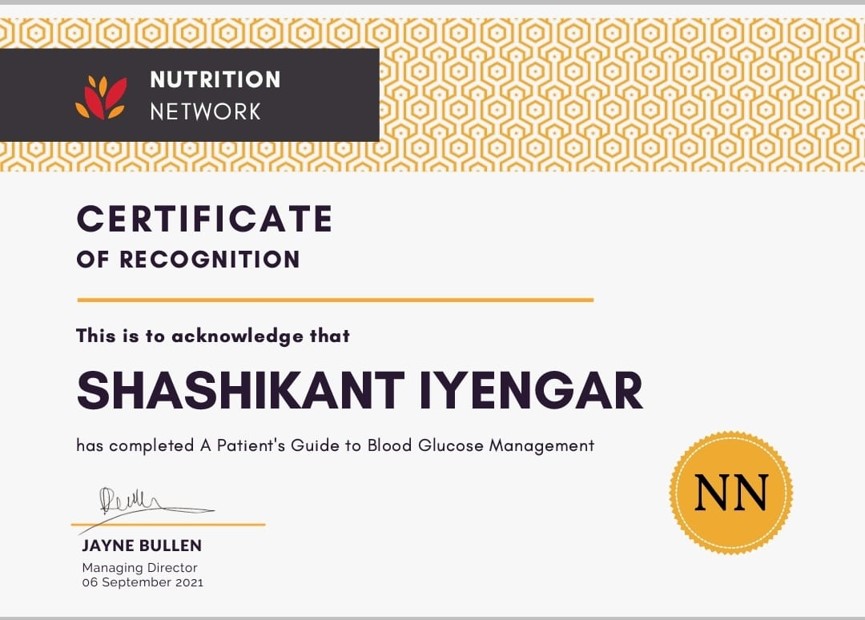 NUTRITION
NETWORK
CERTIFICATE
OF RECOGNITION
This is to acknowledge that
SHASHIKANT IYENGAR
has completed A Patient's Guide to Blood Glucose Management
NN
JAYNE BULLEN
Managing Director
06 September 2021